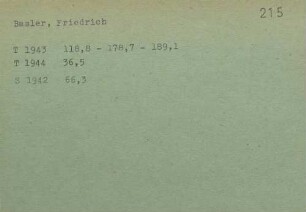 Basler, Friedrich 215
T 1943 118,8 - 178,7 - 189,1
T 1944 36,5
S 1942 66,3